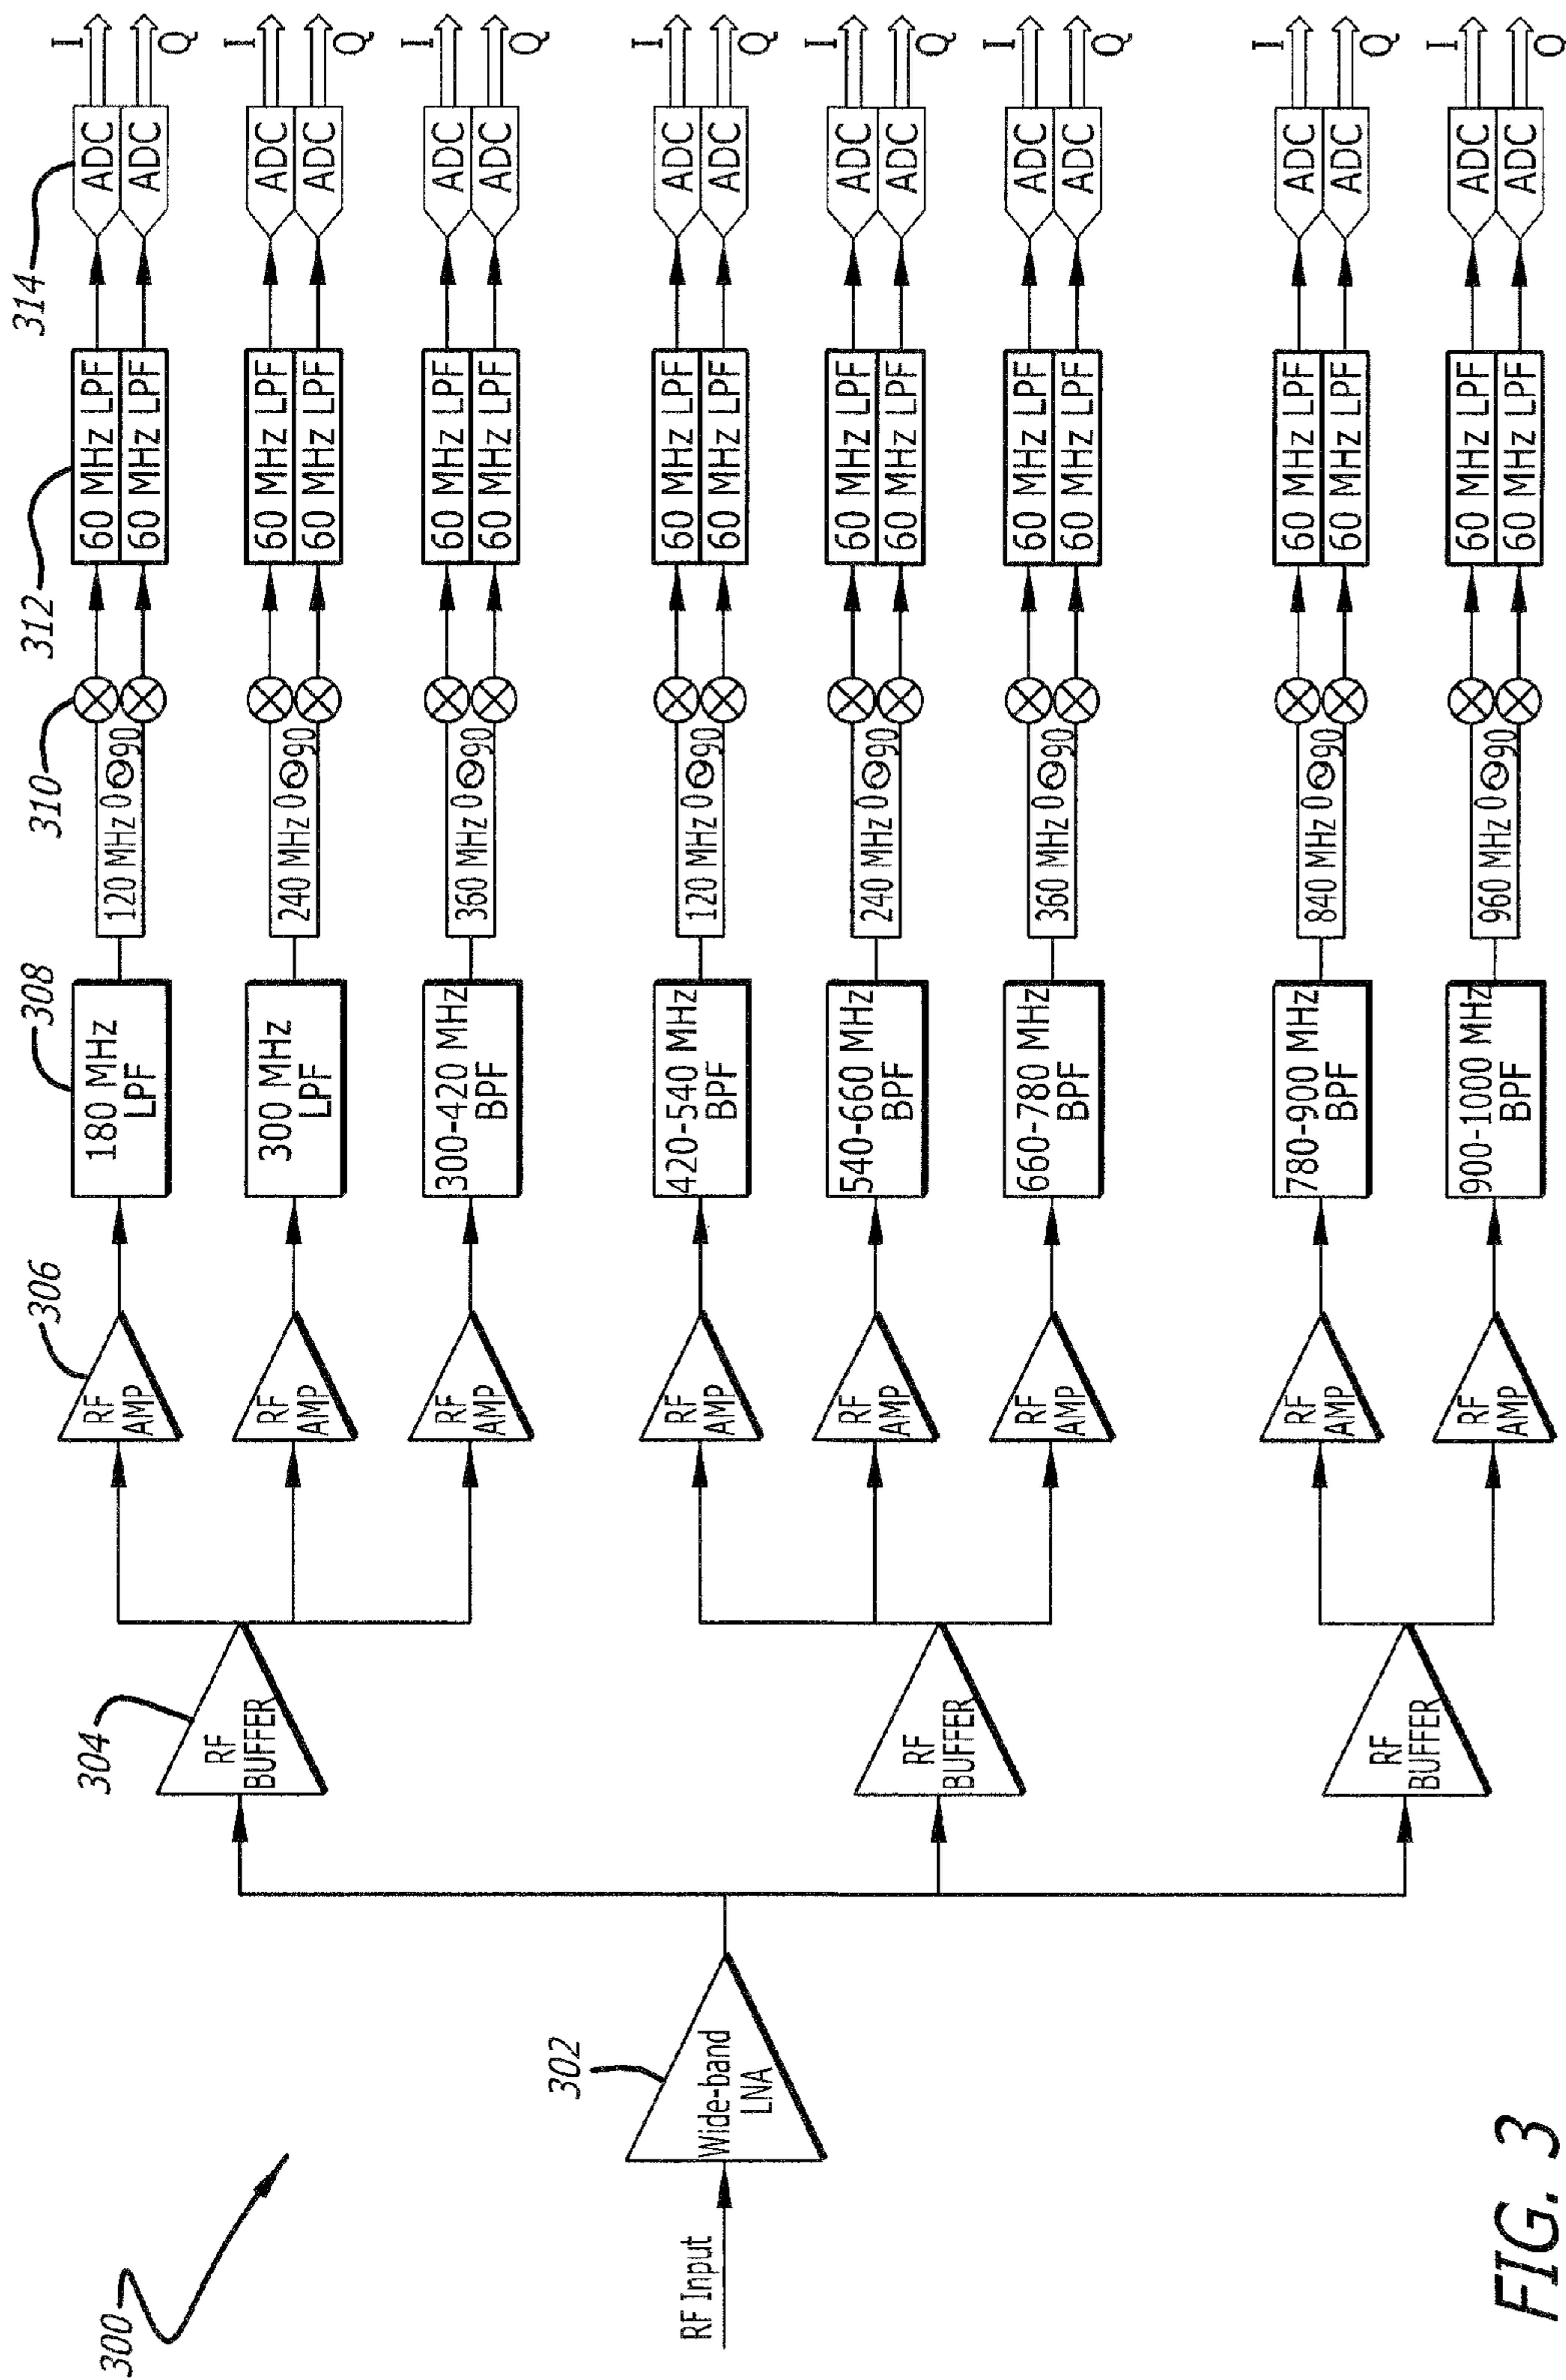 300
RF Input
Wide-band
LNA
302
304
RF
BUFFER
RF
BUFFER
RF
BUFFER
306
308
310
312
314
RF
AMP
180 MHz
LPF
120 MHz 0 90
60 MHz LPF
60 MHz LPF
ADC
ADC
I
Q
RF
AMP
300 MHz
LPF
240 MHz 0 90
60 MHz LPF
60 MHz LPF
ADC
ADC
I
Q
RF
AMP
300-420 MHz
BPF
360 MHz 0 90
60 MHz LPF
60 MHz LPF
ADC
ADC
I
Q
RF
AMP
420-540 MHz
BPF
120 MHz 0 90
60 MHz LPF
60 MHz LPF
ADC
ADC
I
Q
RF
AMP
540-660 MHz
BPF
240 MHz 0 90
60 MHz LPF
60 MHz LPF
ADC
ADC
I
Q
RF
AMP
660-780 MHz
BPF
360 MHz 0 90
60 MHz LPF
60 MHz LPF
ADC
ADC
I
Q
RF
AMP
780-900 MHz
BPF
840 MHz 0 90
60 MHz LPF
60 MHz LPF
ADC
ADC
I
Q
RF
AMP
900-1000 MHz
BPF
960 MHz 0 90
60 MHz LPF
60 MHz LPF
ADC
ADC
I
Q
FIG. 3